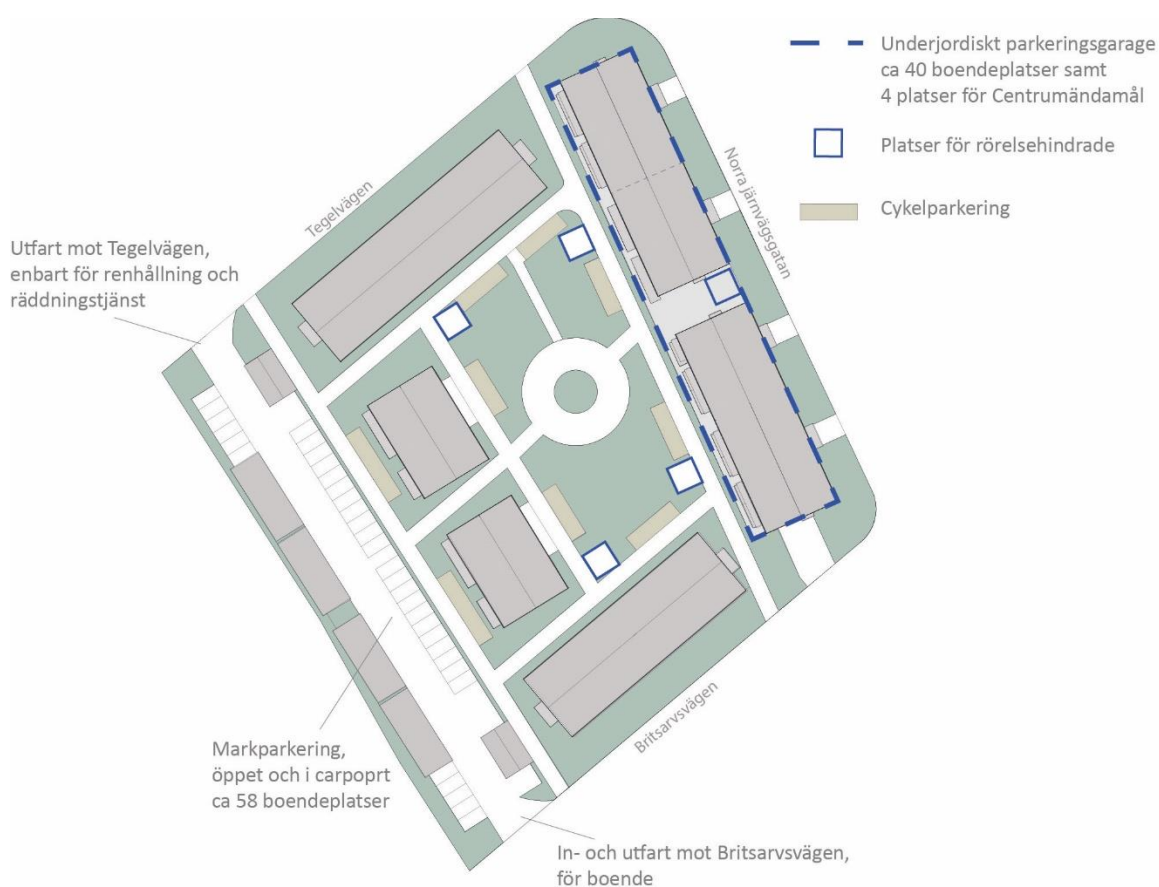 Underjordiskt parkeringsgarage
ca 40 boendeplatser samt
4 platser för Centrumändamål
Platser för rörelsehindrade
Cykelparkering
Tegelvägen
Norra järnvägsgatan
Utfart mot Tegelvägen,
enbart för renhållning och
räddningstjänst
Britsarvsvägen
Markparkering,
öppet och i carpoprt
ca 58 boendeplatser
In- och utfart mot Britsarvsvägen,
för boende